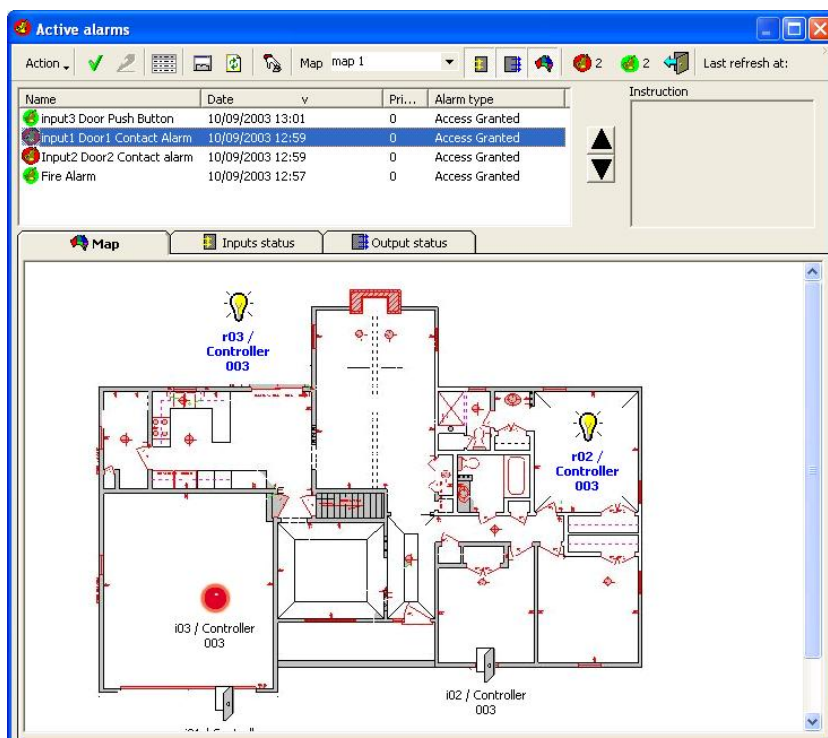 Active alarms
Action Map map 1 2 2 Last refresh at:
Name Date v Pri... Alarm type Instruction
input3 Door Push Button 10/09/2003 13:01 0 Access Granted
input1 Door1 Contact Alarm 10/09/2003 12:59 0 Access Granted
Input2 Door2 Contact alarm 10/09/2003 12:59 0 Access Granted
Fire Alarm 10/09/2003 12:57 0 Access Granted
Map Inputs status Output status
r03 /
Controller
003
r02 /
Controller
003
i03 / Controller
003
i02 / Controller
003